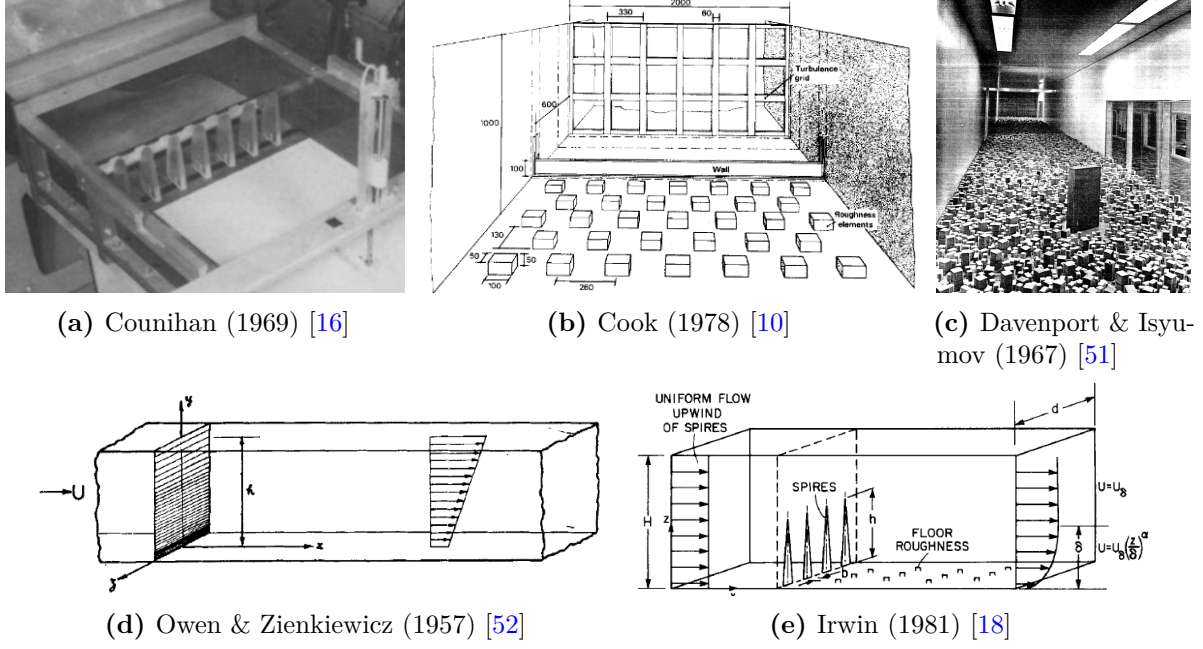 2000
330
60
Turbulence
grid
600
1000
100
Wall
Roughness
elements
130
50
50
100
260
(a) Counihan (1969) [16]
(b) Cook (1978) [10]
(c) Davenport & Isyu-
mov (1967) [51]
y
U
h
x
z
(d) Owen & Zienkiewicz (1957) [52]
UNIFORM FLOW
UPWIND
OF SPIRES
d
H
z
SPIRES
h
b
FLOOR
ROUGHNESS
U=Uδ
δ
U=Uδ(z/δ)^α
(e) Irwin (1981) [18]